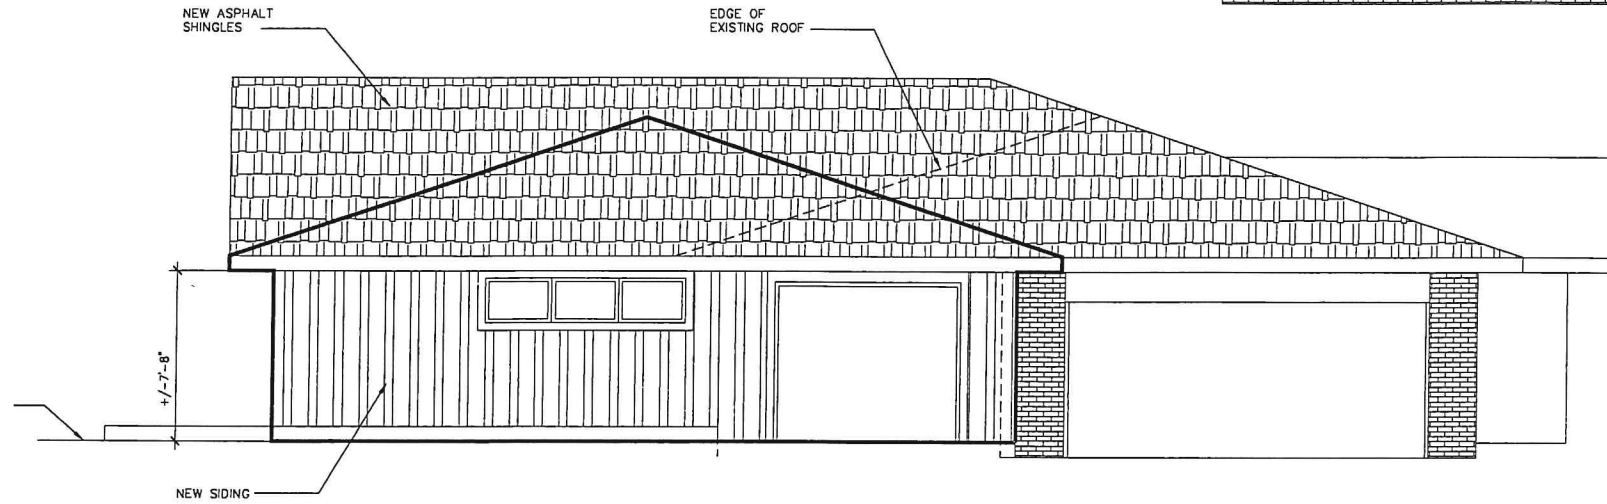 NEW ASPHALT
SHINGLES
EDGE OF
EXISTING ROOF
+/-7'-8"
NEW SIDING